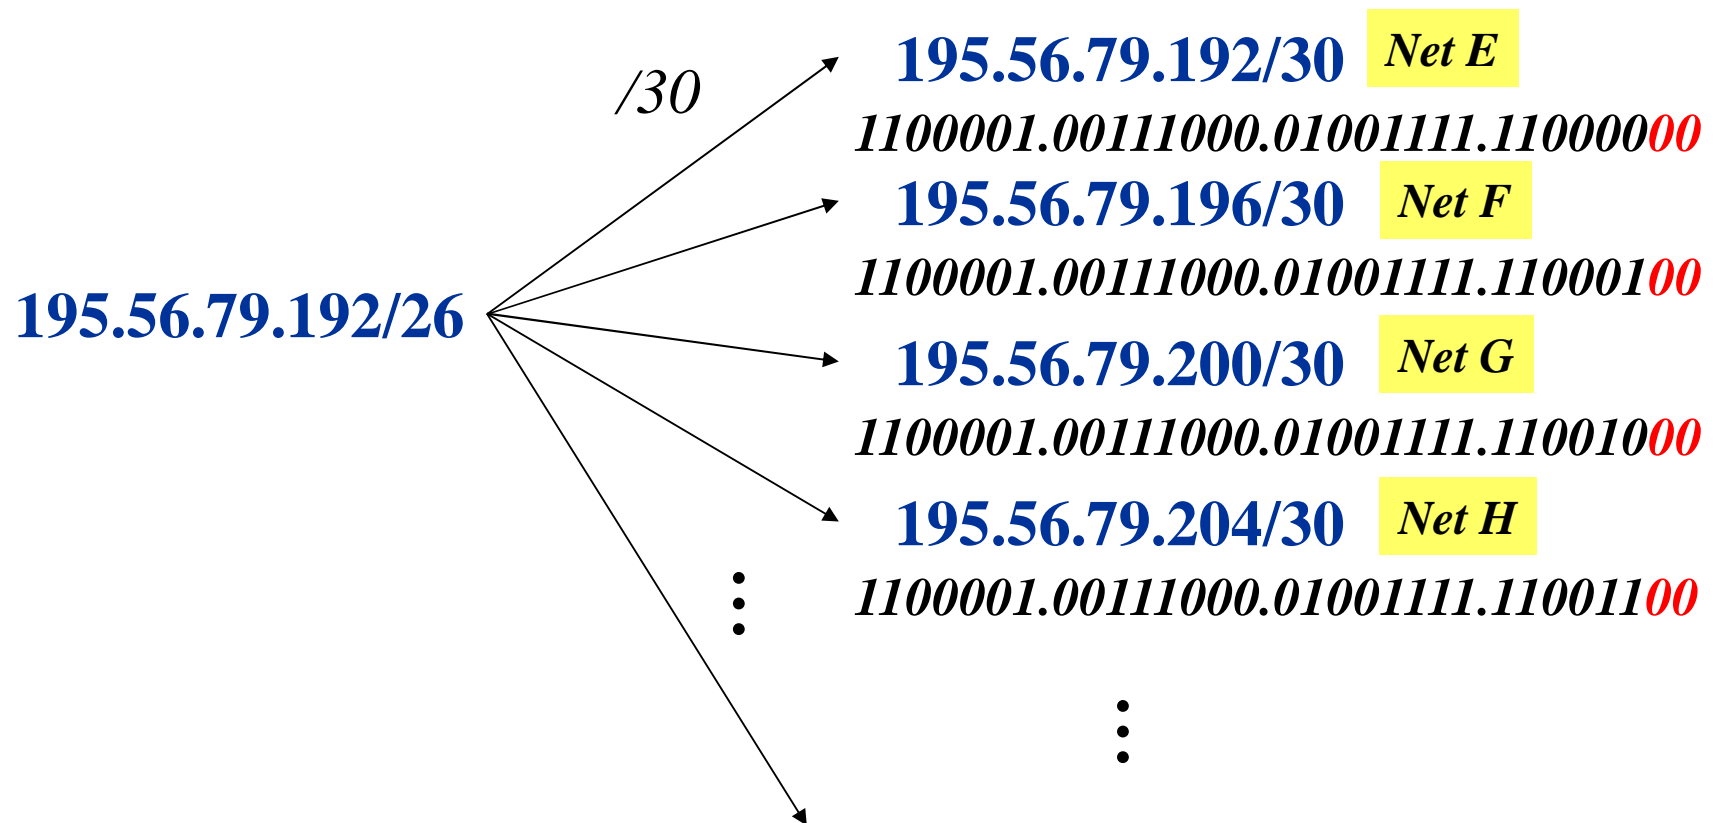 195.56.79.192/30 Net E
/30
1100001.00111000.01001111.11000000
195.56.79.196/30 Net F
1100001.00111000.01001111.11000100
195.56.79.192/26
195.56.79.200/30 Net G
1100001.00111000.01001111.11001000
195.56.79.204/30 Net H
1100001.00111000.01001111.11001100